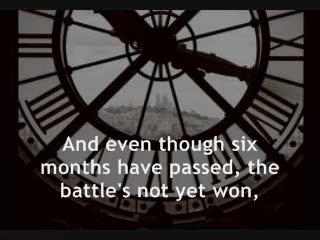 And even though six
months have passed, the
battle's not yet won,